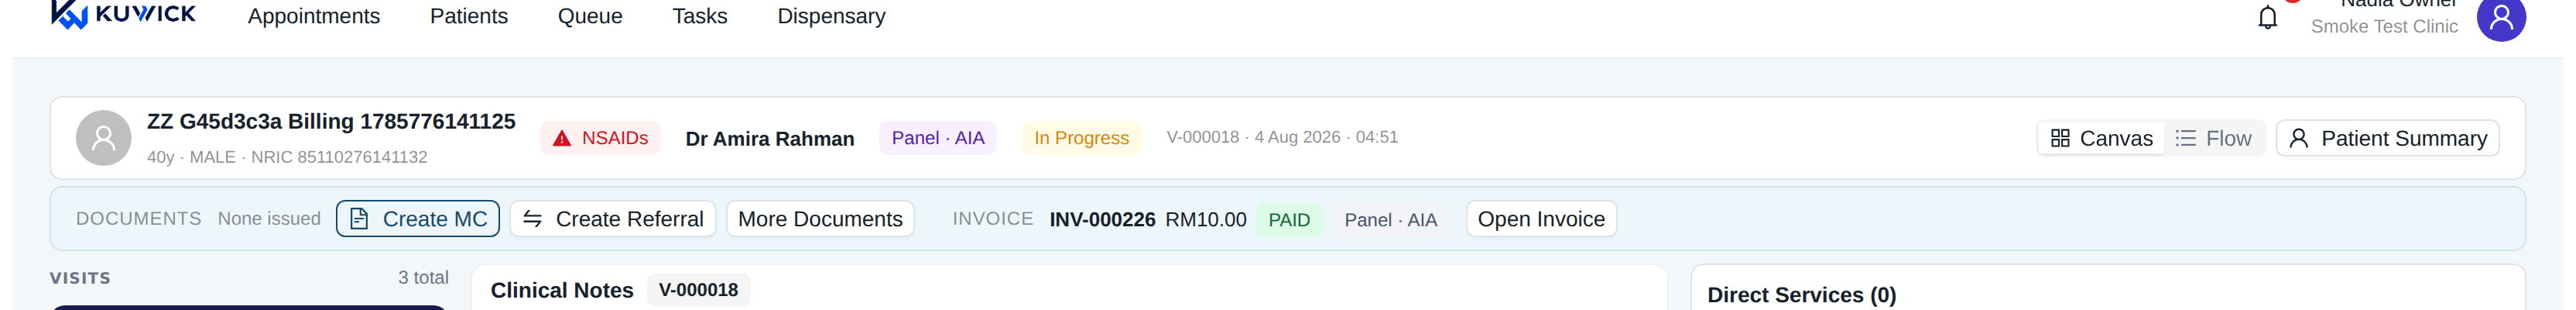 KUWICK Appointments Patients Queue Tasks Dispensary Nadia Owner
Smoke Test Clinic
ZZ G45d3c3a Billing 1785776141125
40y · MALE · NRIC 85110276141132
NSAIDs Dr Amira Rahman Panel · AIA In Progress V-000018 · 4 Aug 2026 · 04:51 Canvas Flow Patient Summary
DOCUMENTS None issued Create MC Create Referral More Documents INVOICE INV-000226 RM10.00 PAID Panel · AIA Open Invoice
VISITS 3 total
Clinical Notes V-000018
Direct Services (0)